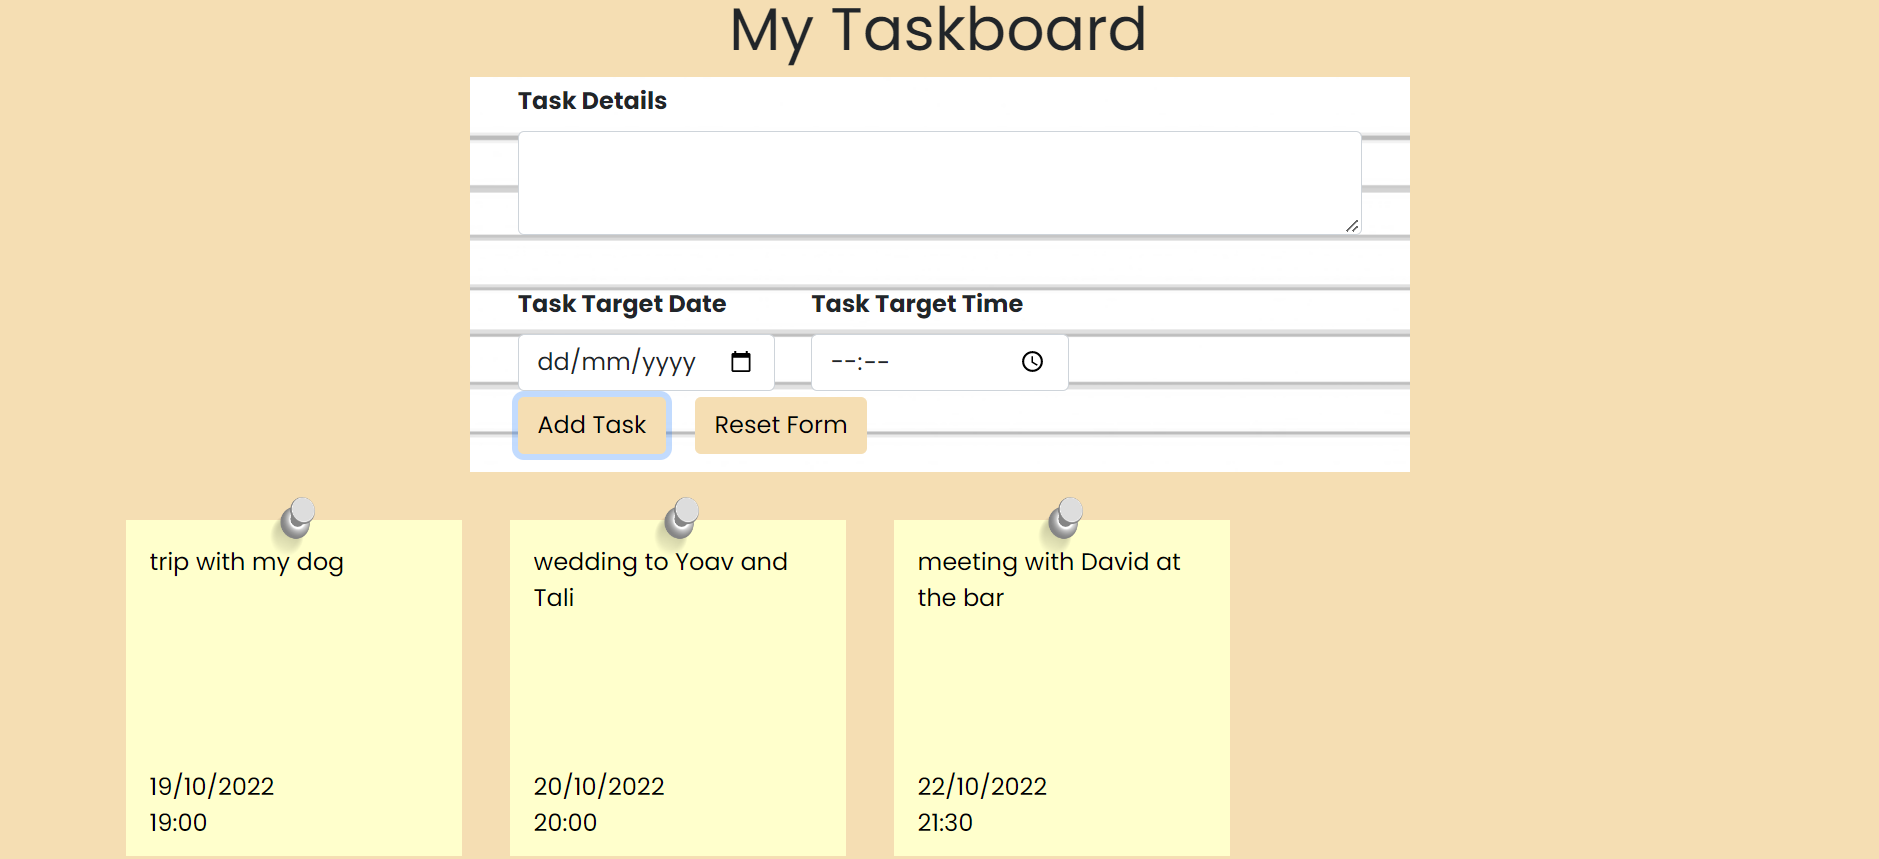 My Taskboard
Task Details
Task Target Date
Task Target Time
dd/mm/yyyy
--:--
Add Task
Reset Form
trip with my dog
19/10/2022
19:00
wedding to Yoav and
Tali
20/10/2022
20:00
meeting with David at
the bar
22/10/2022
21:30